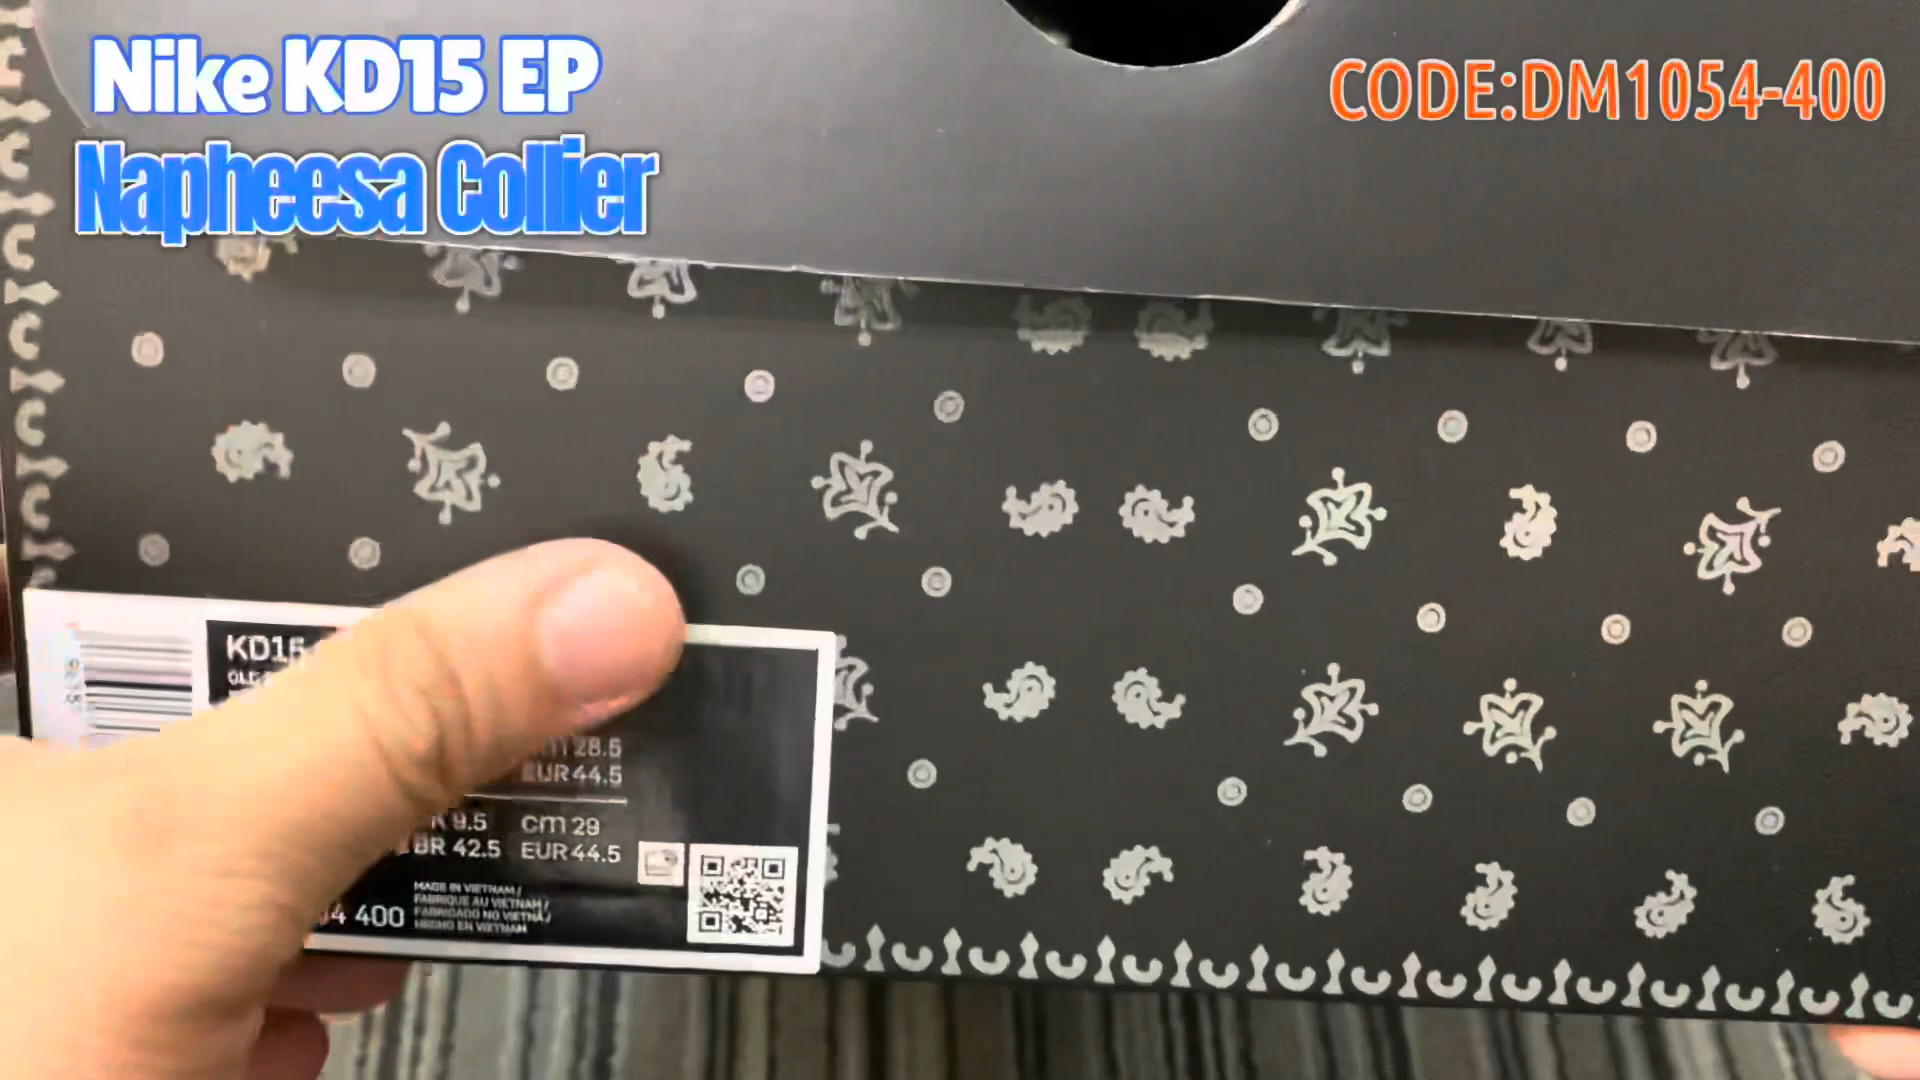 Nike KD15 EP
CODE:DM1054-400
Napheesa Collier
KD15
cm 28.5
EUR 44.5
9.5 cm 29
BR 42.5 EUR 44.5
MADE IN VIETNAM /
FABRIQUE AU VIETNAM /
FABRICADO NO VIETNÃ /
HECHO EN VIETNAM
4 400